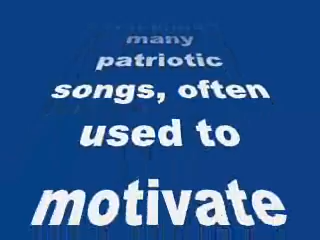 many
patriotic
songs, often
used to
motivate